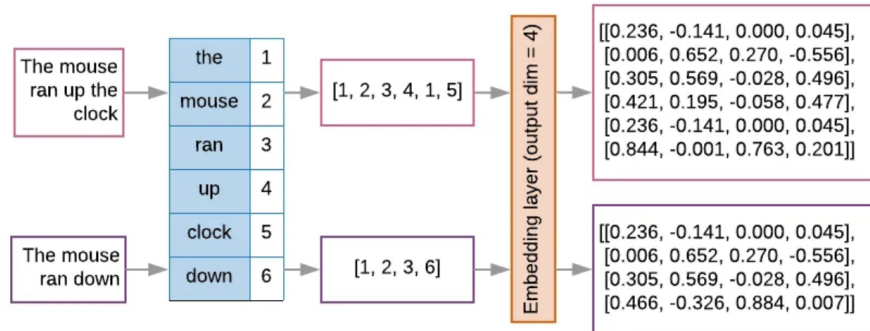 The mouse
ran up the
clock
the 1
mouse 2
ran 3
up 4
clock 5
down 6
[1, 2, 3, 4, 1, 5]
Embedding layer (output dim = 4)
[[0.236, -0.141, 0.000, 0.045],
[0.006, 0.652, 0.270, -0.556],
[0.305, 0.569, -0.028, 0.496],
[0.421, 0.195, -0.058, 0.477],
[0.236, -0.141, 0.000, 0.045],
[0.844, -0.001, 0.763, 0.201]]
The mouse
ran down
[1, 2, 3, 6]
[[0.236, -0.141, 0.000, 0.045],
[0.006, 0.652, 0.270, -0.556],
[0.305, 0.569, -0.028, 0.496],
[0.466, -0.326, 0.884, 0.007]]